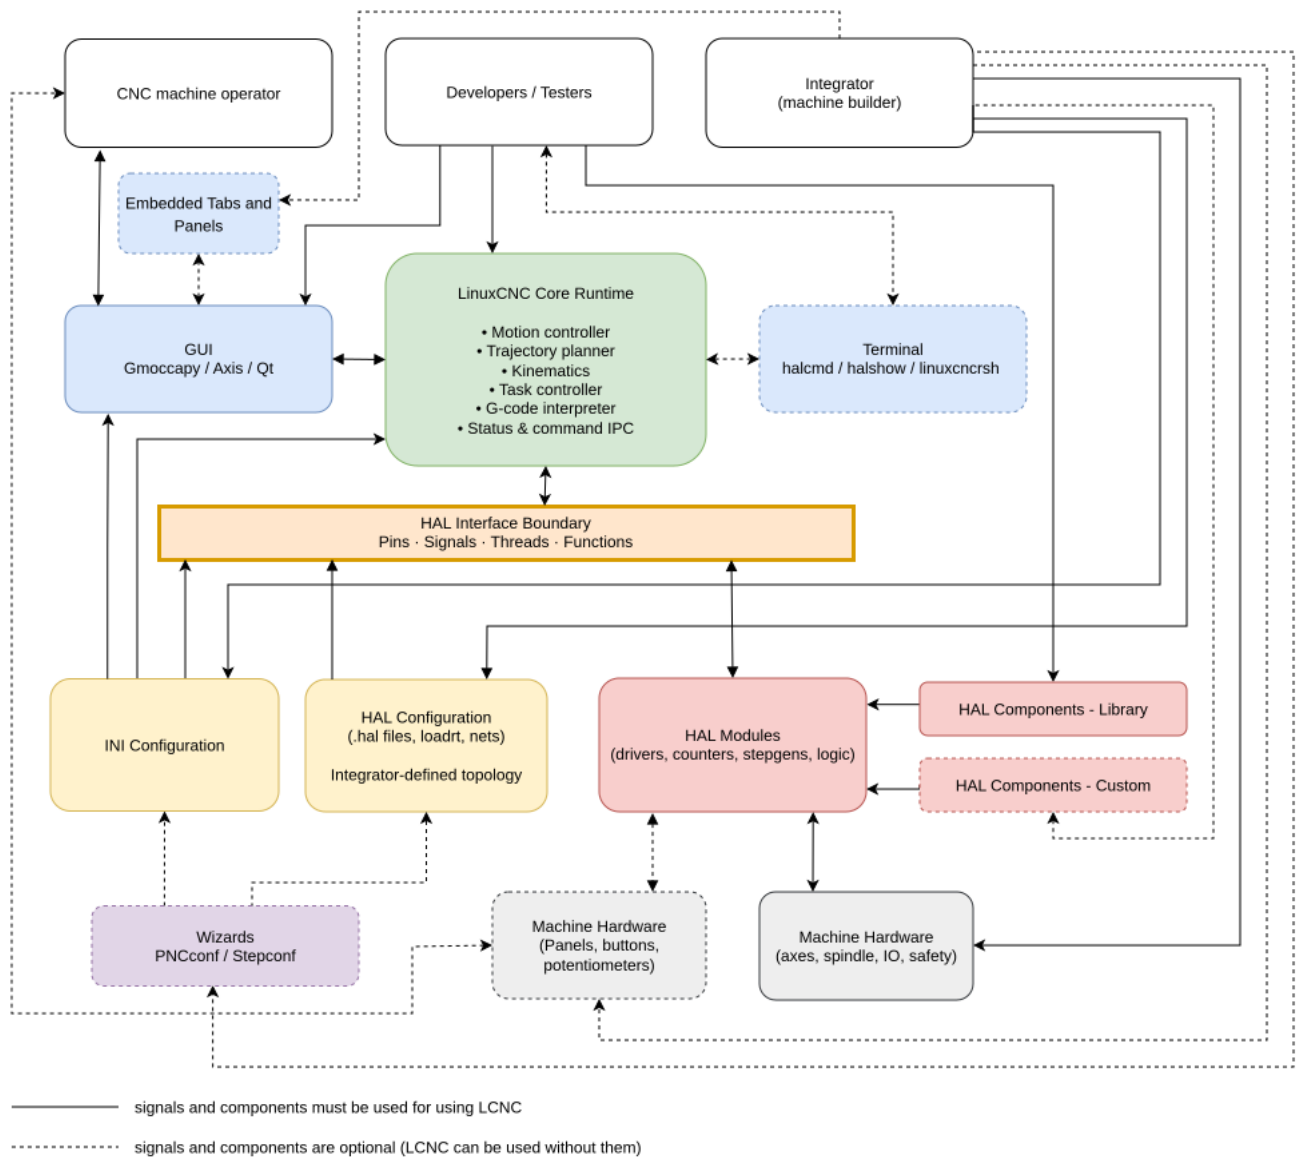 CNC machine operator
Developers / Testers
Integrator
(machine builder)
Embedded Tabs and
Panels
LinuxCNC Core Runtime
• Motion controller
• Trajectory planner
• Kinematics
• Task controller
• G-code interpreter
• Status & command IPC
GUI
Gmoccapy / Axis / Qt
Terminal
halcmd / halshow / linuxcncrsh
HAL Interface Boundary
Pins · Signals · Threads · Functions
INI Configuration
HAL Configuration
(.hal files, loadrt, nets)
Integrator-defined topology
HAL Modules
(drivers, counters, stepgens, logic)
HAL Components - Library
HAL Components - Custom
Wizards
PNCconf / Stepconf
Machine Hardware
(Panels, buttons,
potentiometers)
Machine Hardware
(axes, spindle, IO, safety)
signals and components must be used for using LCNC
signals and components are optional (LCNC can be used without them)